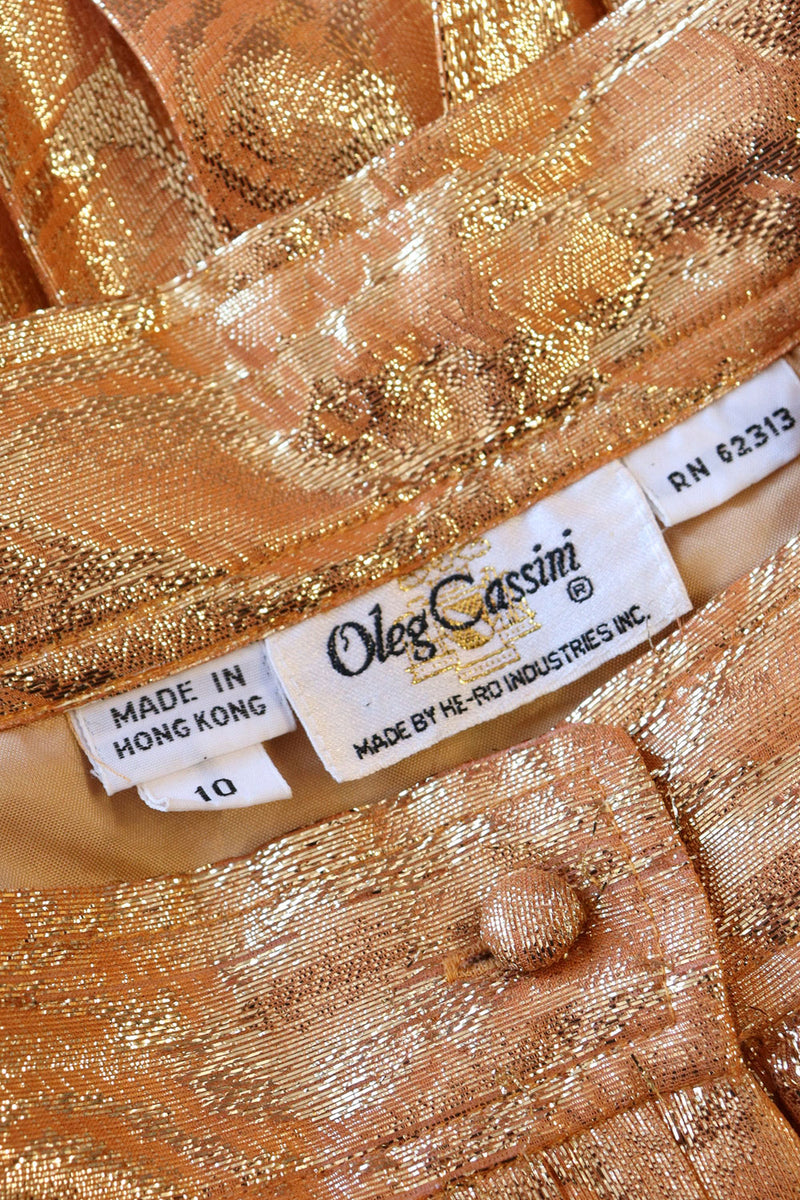 RN 62313
Oleg Cassini ®
MADE BY HE-RO INDUSTRIES INC.
MADE IN
HONG KONG
10